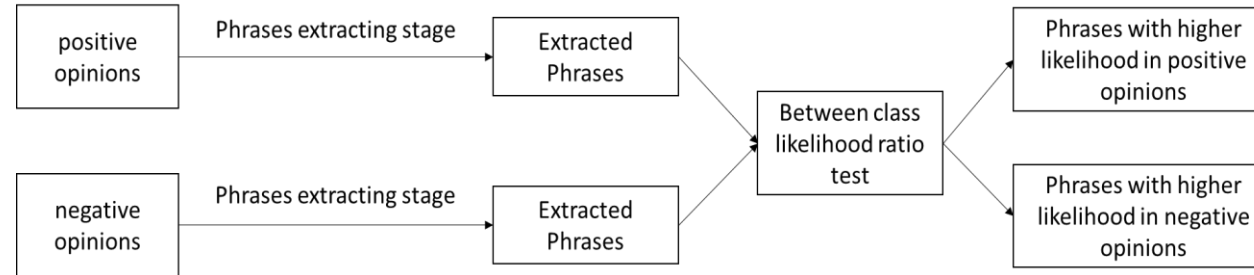 positive
opinions
Phrases extracting stage
Extracted
Phrases
negative
opinions
Phrases extracting stage
Extracted
Phrases
Between class
likelihood ratio
test
Phrases with higher
likelihood in positive
opinions
Phrases with higher
likelihood in negative
opinions